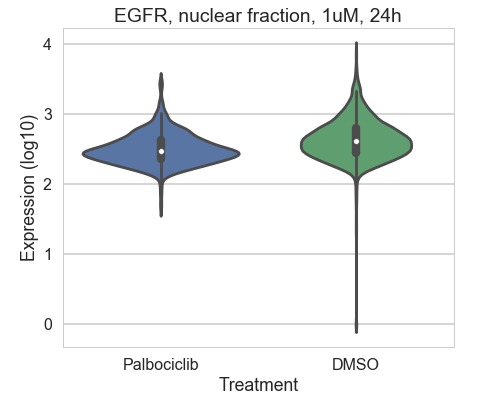 EGFR, nuclear fraction, 1uM, 24h
Expression (log10)
4
3
2
1
0
Palbociclib DMSO
Treatment